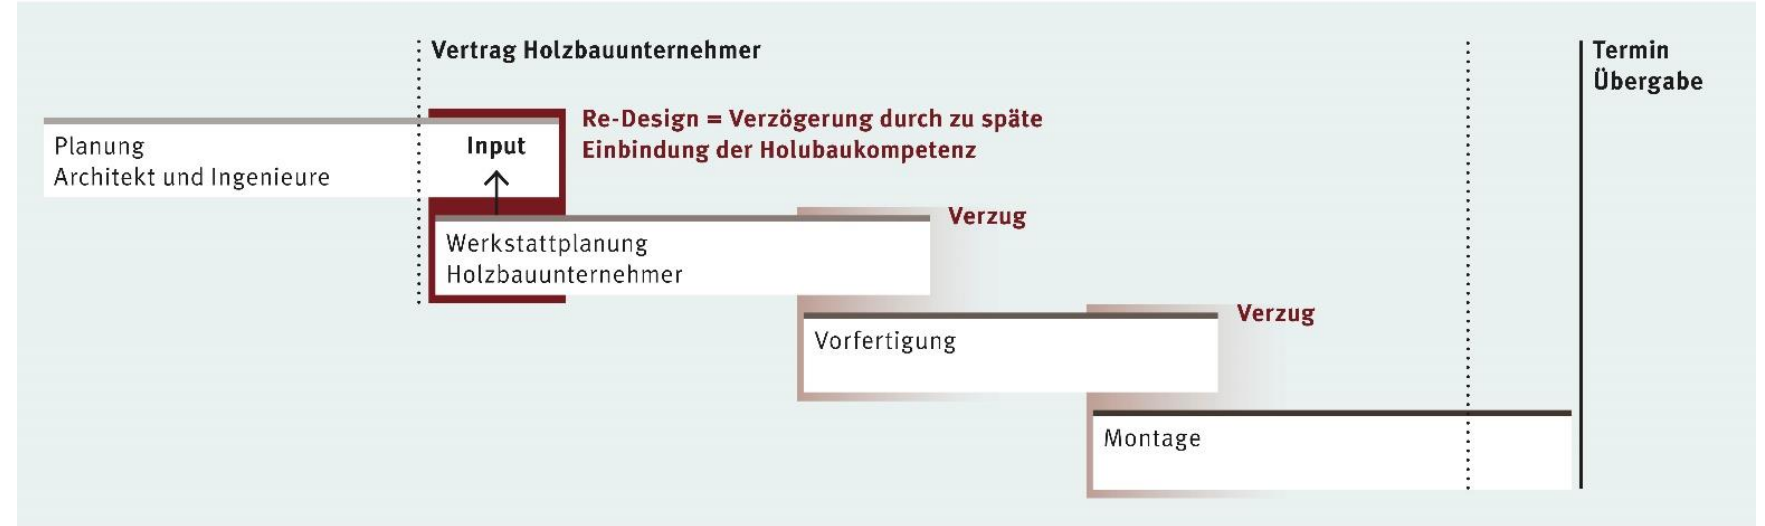 Vertrag Holzbauunternehmer
Termin
Übergabe
Re-Design = Verzögerung durch zu späte
Einbindung der Holubaukompetenz
Planung
Architekt und Ingenieure
Input
Verzug
Werkstattplanung
Holzbauunternehmer
Verzug
Vorfertigung
Montage